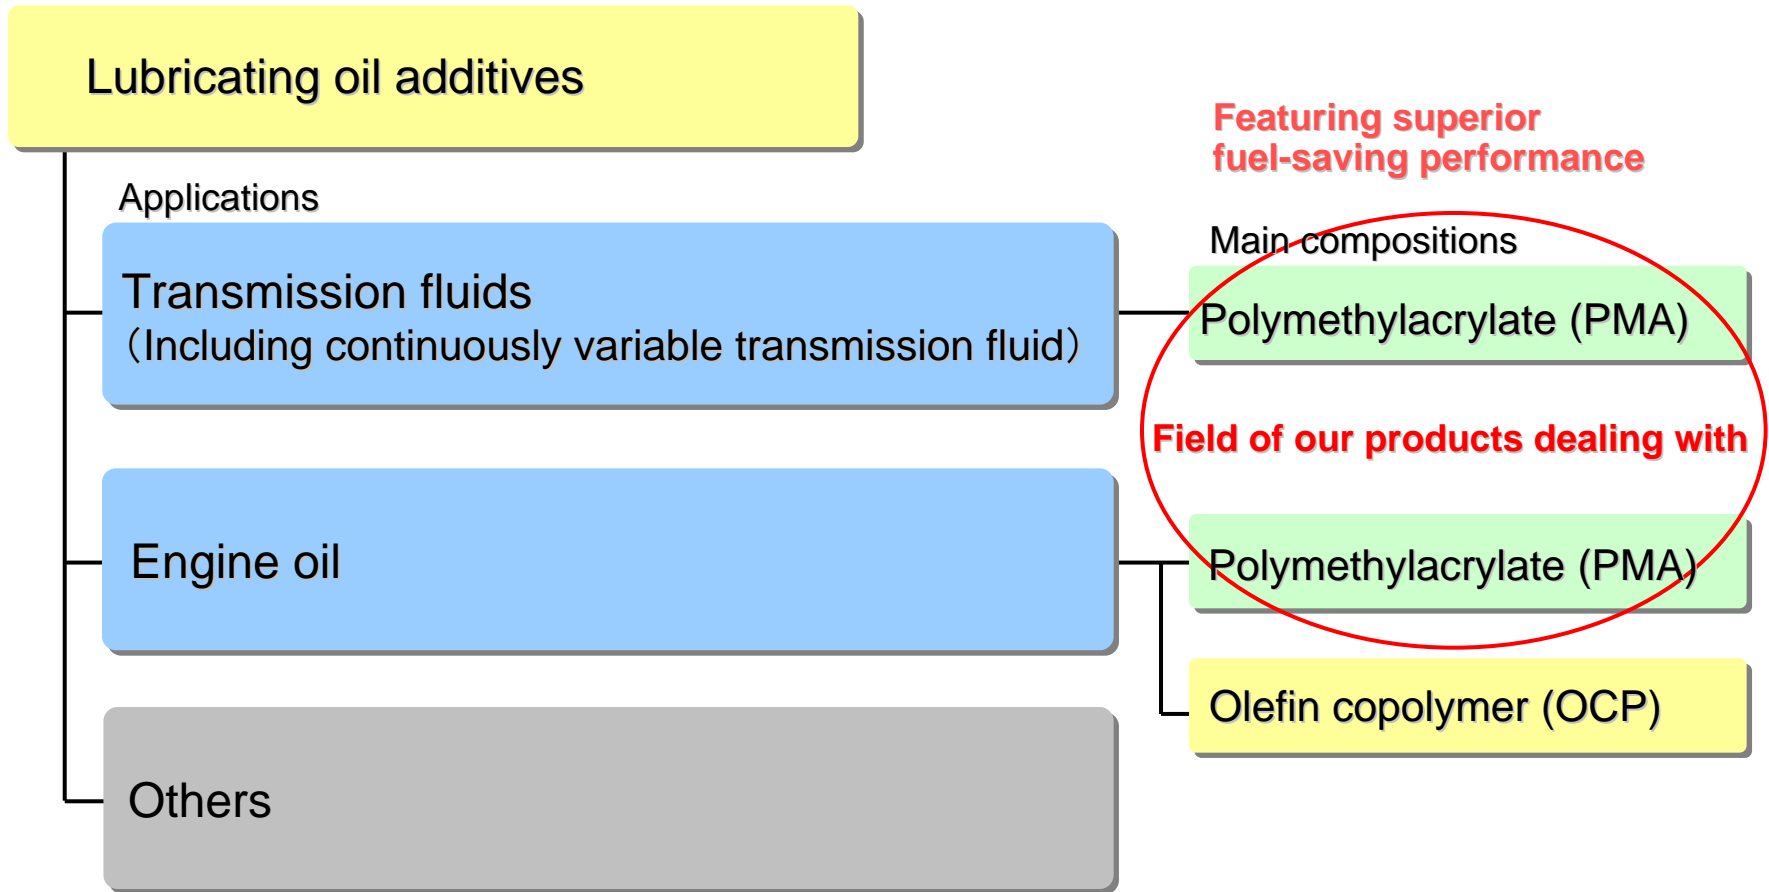 Lubricating oil additives
Featuring superior
fuel-saving performance
Applications
Main compositions
Transmission fluids
（Including continuously variable transmission fluid）
Polymethylacrylate (PMA)
Field of our products dealing with
Engine oil
Polymethylacrylate (PMA)
Olefin copolymer (OCP)
Others